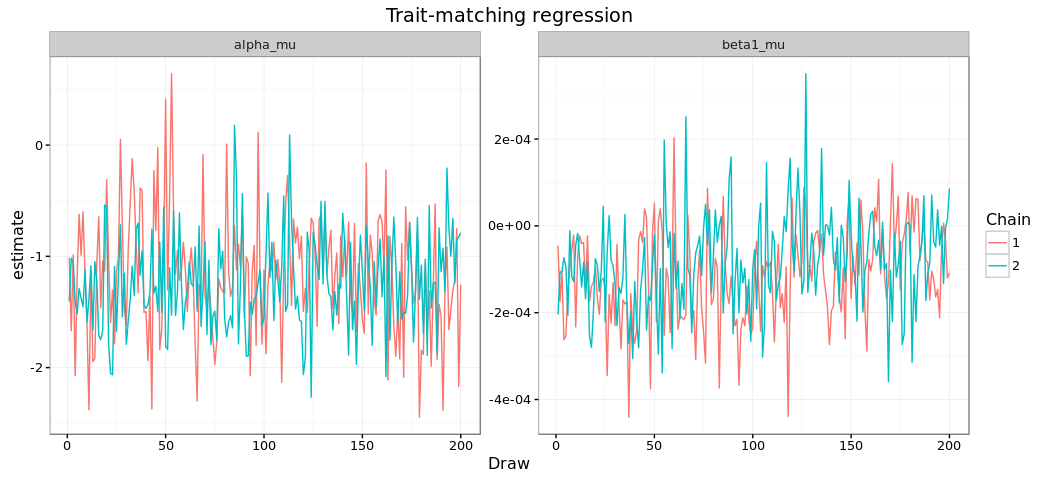 Trait-matching regression
alpha_mu
beta1_mu
estimate
0
-1
-2
2e-04
0e+00
-2e-04
-4e-04
0 50 100 150 200
0 50 100 150 200
Draw
Chain
1
2